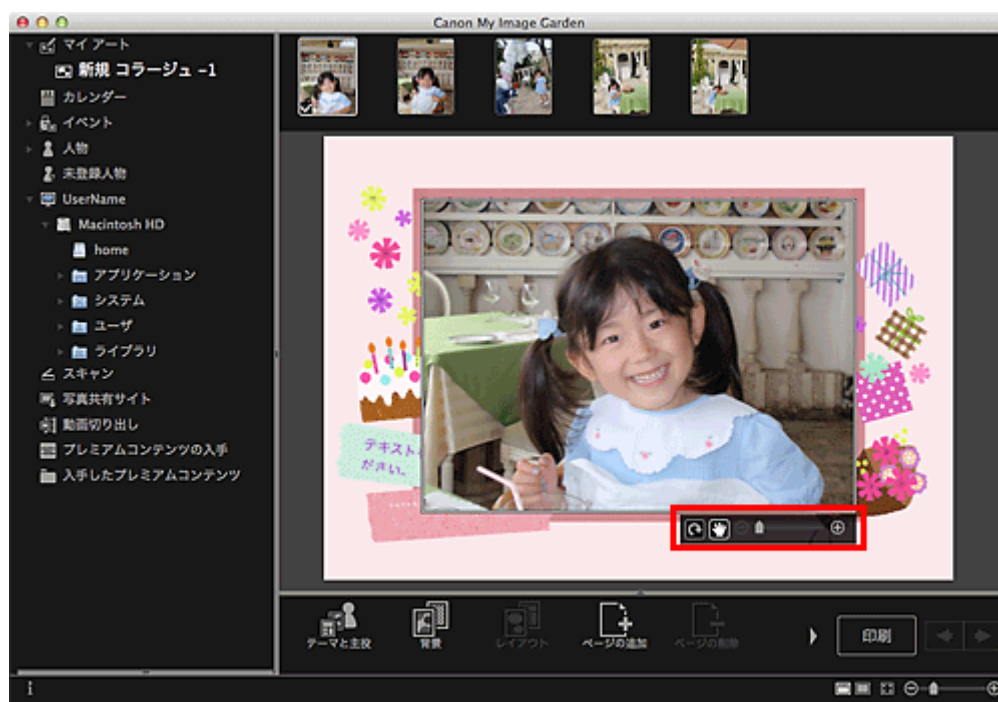 Canon My Image Garden
マイ アート
新規 コラージュ -1
カレンダー
イベント
人物
未登録人物
UserName
Macintosh HD
home
アプリケーション
システム
ユーザ
ライブラリ
スキャン
写真共有サイト
動画切り出し
プレミアムコンテンツの入手
入手したプレミアムコンテンツ
テキスト
ださい。
テーマと主役
背景
レイアウト
ページの追加
ページの削除
印刷